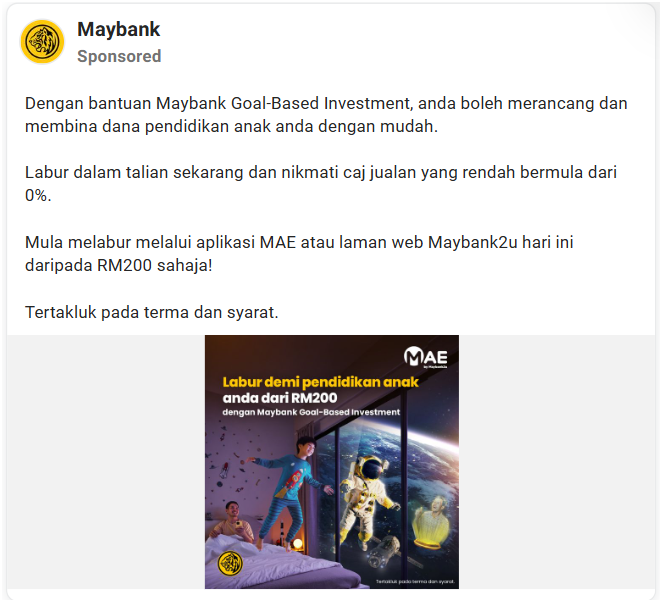 Maybank
Sponsored
Dengan bantuan Maybank Goal-Based Investment, anda boleh merancang dan
membina dana pendidikan anak anda dengan mudah.
Labur dalam talian sekarang dan nikmati caj jualan yang rendah bermula dari
0%.
Mula melabur melalui aplikasi MAE atau laman web Maybank2u hari ini
daripada RM200 sahaja!
Tertakluk pada terma dan syarat.
MAE
by Maybank2u
Labur demi pendidikan anak
anda dari RM200
dengan Maybank Goal-Based Investment
Tertakluk pada terma dan syarat.